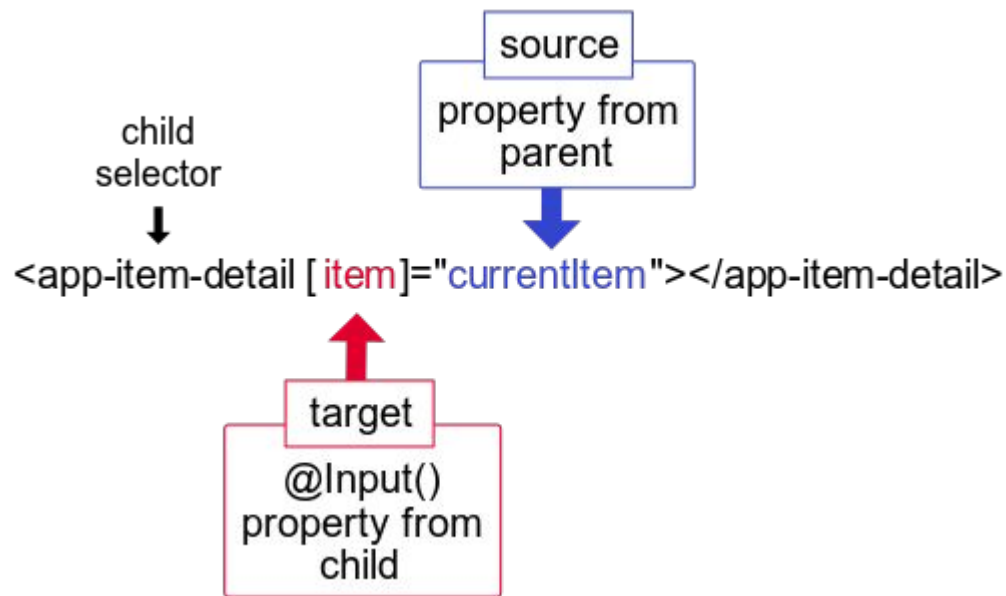 source
property from
parent
child
selector
<app-item-detail [item]="currentItem"></app-item-detail>
target
@Input()
property from
child